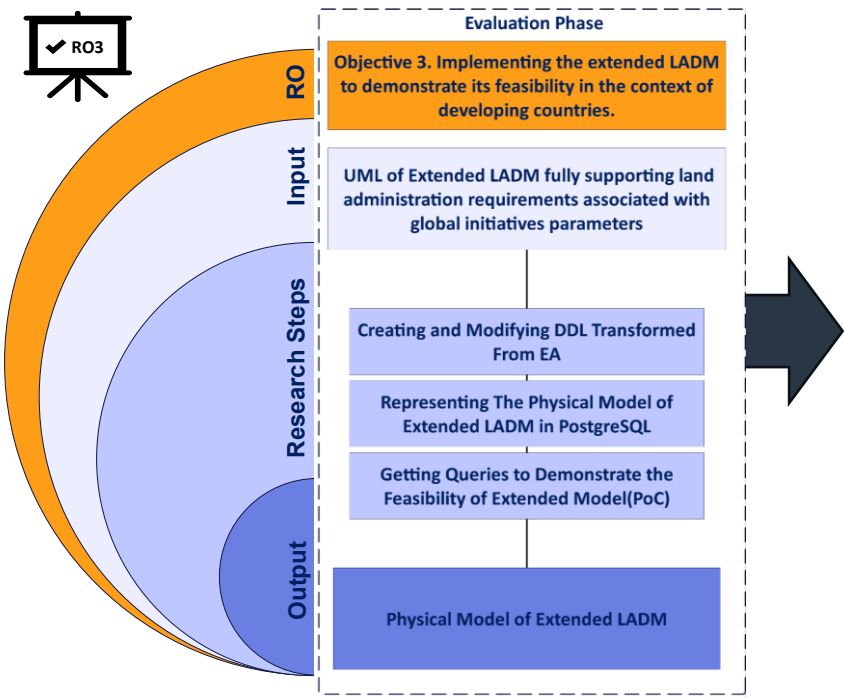 RO3
Evaluation Phase
RO
Objective 3. Implementing the extended LADM
to demonstrate its feasibility in the context of
developing countries.
Input
UML of Extended LADM fully supporting land
administration requirements associated with
global initiatives parameters
Research Steps
Creating and Modifying DDL Transformed
From EA
Representing The Physical Model of
Extended LADM in PostgreSQL
Getting Queries to Demonstrate the
Feasibility of Extended Model(PoC)
Output
Physical Model of Extended LADM